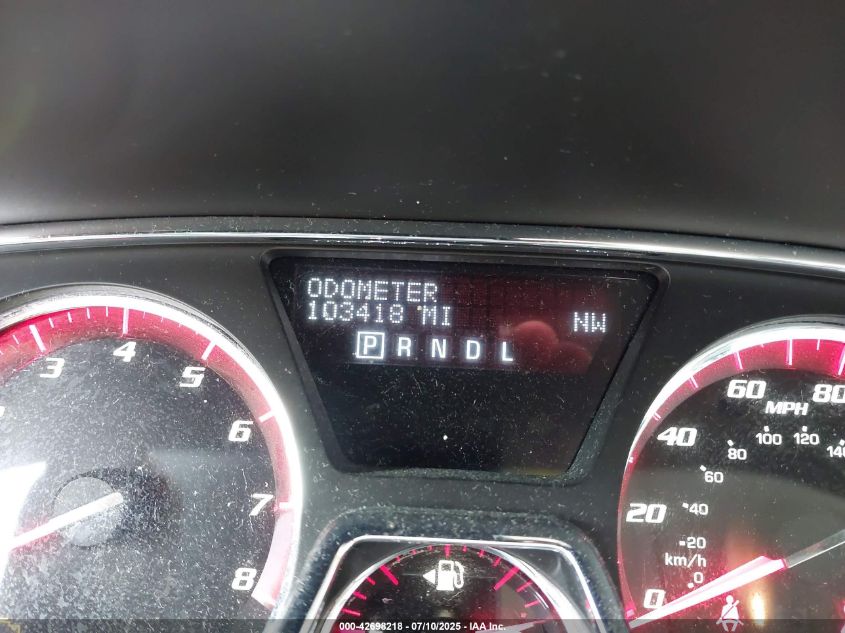 ODOMETER
103418 MI
NW
P R N D L
3 4 5 6 7 8
0 20 40 60 80
MPH
0 20 40 60 80 100 120
km/h
000-42698218 - 07/10/2025 - IAA Inc.